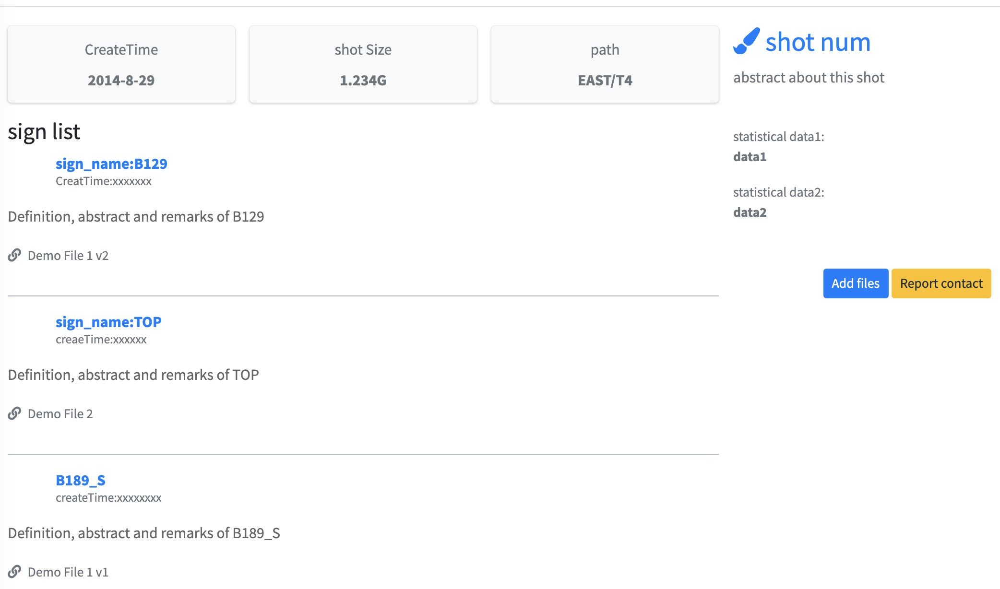 CreateTime
2014-8-29
shot Size
1.234G
path
EAST/T4
sign list
sign_name:B129
CreatTime:xxxxxxx
Definition, abstract and remarks of B129
Demo File 1 v2
sign_name:TOP
creaeTime:xxxxxx
Definition, abstract and remarks of TOP
Demo File 2
B189_S
createTime:xxxxxxxx
Definition, abstract and remarks of B189_S
Demo File 1 v1
shot num
abstract about this shot
statistical data1:
data1
statistical data2:
data2
Add files
Report contact